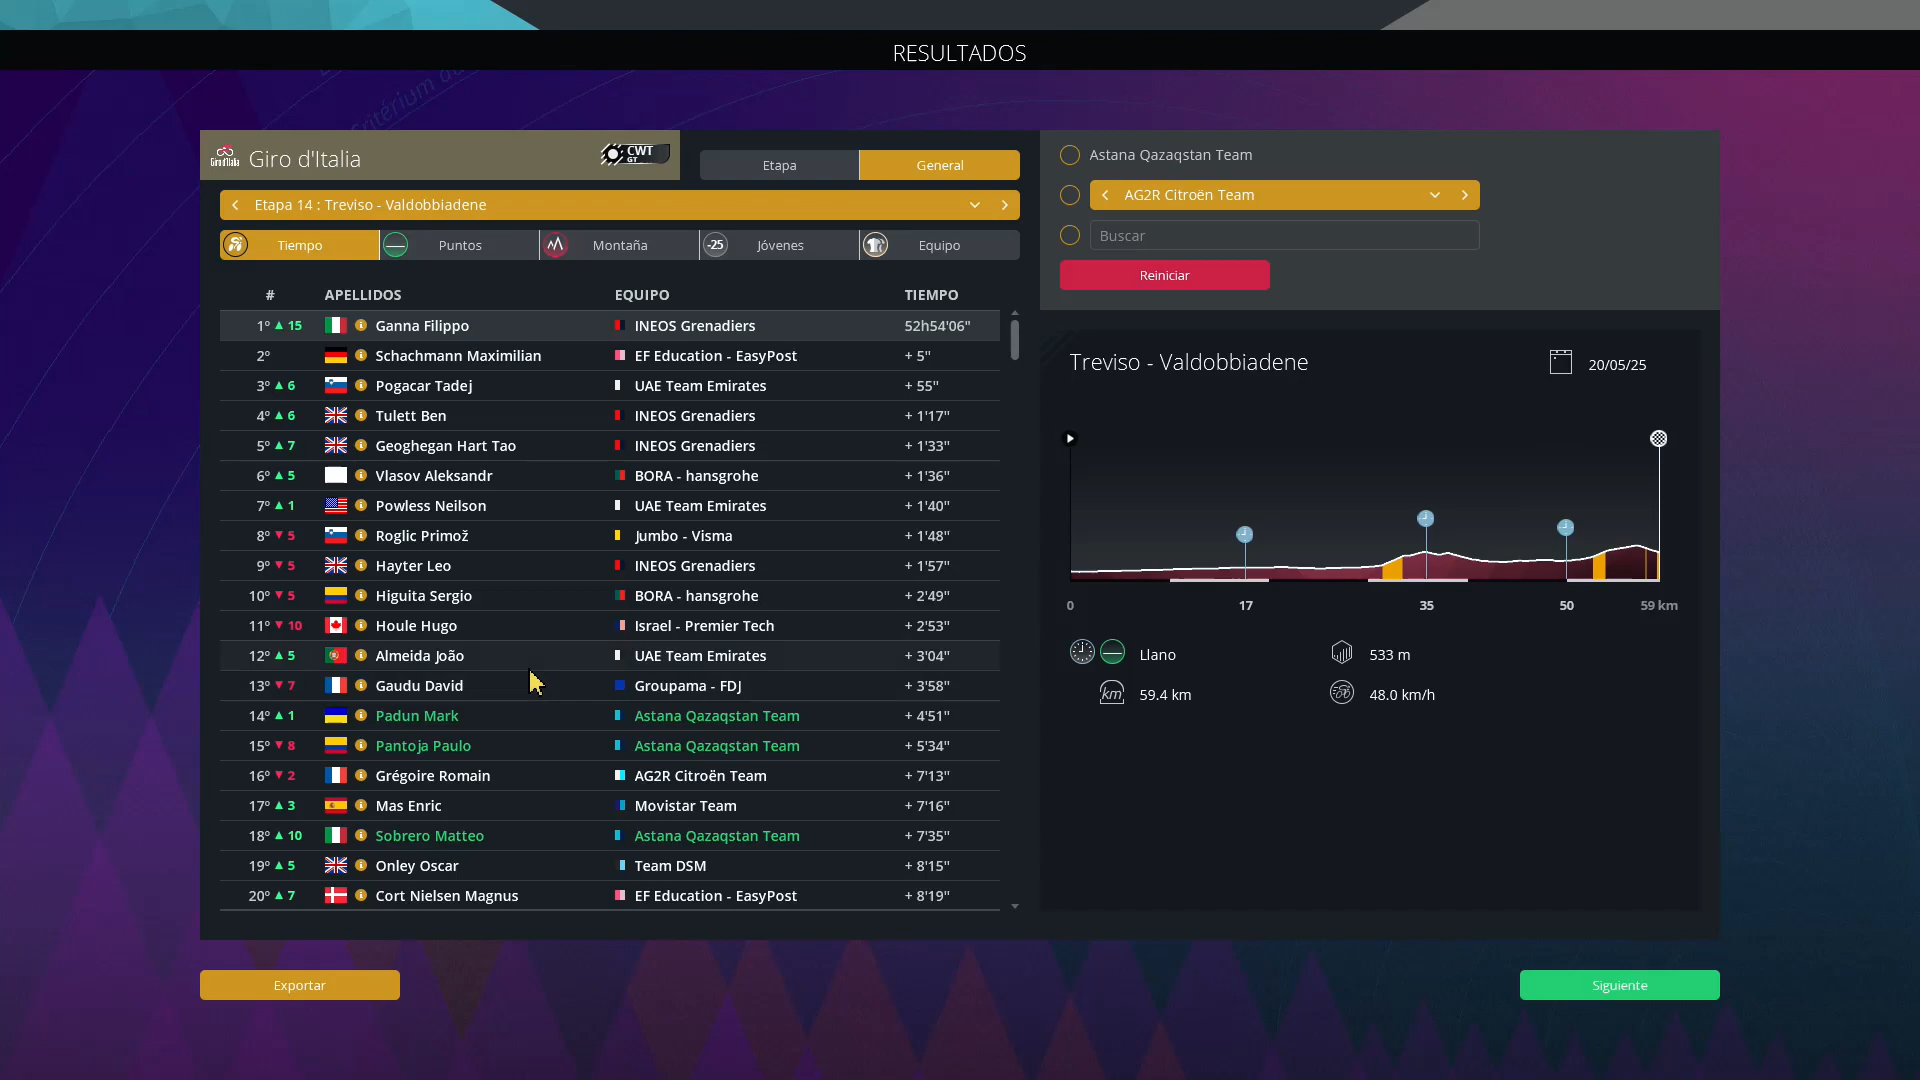 RESULTADOS
Giro d'Italia
Giro d'Italia
CWT
GT
Etapa
General
Etapa 14 : Treviso - Valdobbiadene
Tiempo
Puntos
Montaña
-25
Jóvenes
Equipo
# APELLIDOS EQUIPO TIEMPO
1º 15 Ganna Filippo INEOS Grenadiers 52h54'06"
2º Schachmann Maximilian EF Education - EasyPost + 5"
3º 6 Pogacar Tadej UAE Team Emirates + 55"
4º 6 Tulett Ben INEOS Grenadiers + 1'17"
5º 7 Geoghegan Hart Tao INEOS Grenadiers + 1'33"
6º 5 Vlasov Aleksandr BORA - hansgrohe + 1'36"
7º 1 Powless Neilson UAE Team Emirates + 1'40"
8º 5 Roglic Primož Jumbo - Visma + 1'48"
9º 5 Hayter Leo INEOS Grenadiers + 1'57"
10º 5 Higuita Sergio BORA - hansgrohe + 2'49"
11º 10 Houle Hugo Israel - Premier Tech + 2'53"
12º 5 Almeida João UAE Team Emirates + 3'04"
13º 7 Gaudu David Groupama - FDJ + 3'58"
14º 1 Padun Mark Astana Qazaqstan Team + 4'51"
15º 8 Pantoja Paulo Astana Qazaqstan Team + 5'34"
16º 2 Grégoire Romain AG2R Citroën Team + 7'13"
17º 3 Mas Enric Movistar Team + 7'16"
18º 10 Sobrero Matteo Astana Qazaqstan Team + 7'35"
19º 5 Onley Oscar Team DSM + 8'15"
20º 7 Cort Nielsen Magnus EF Education - EasyPost + 8'19"
Astana Qazaqstan Team
AG2R Citroën Team
Buscar
Reiniciar
Treviso - Valdobbiadene
20/05/25
0 17 35 50 59 km
Llano
533 m
km
59.4 km
48.0 km/h
Exportar
Siguiente